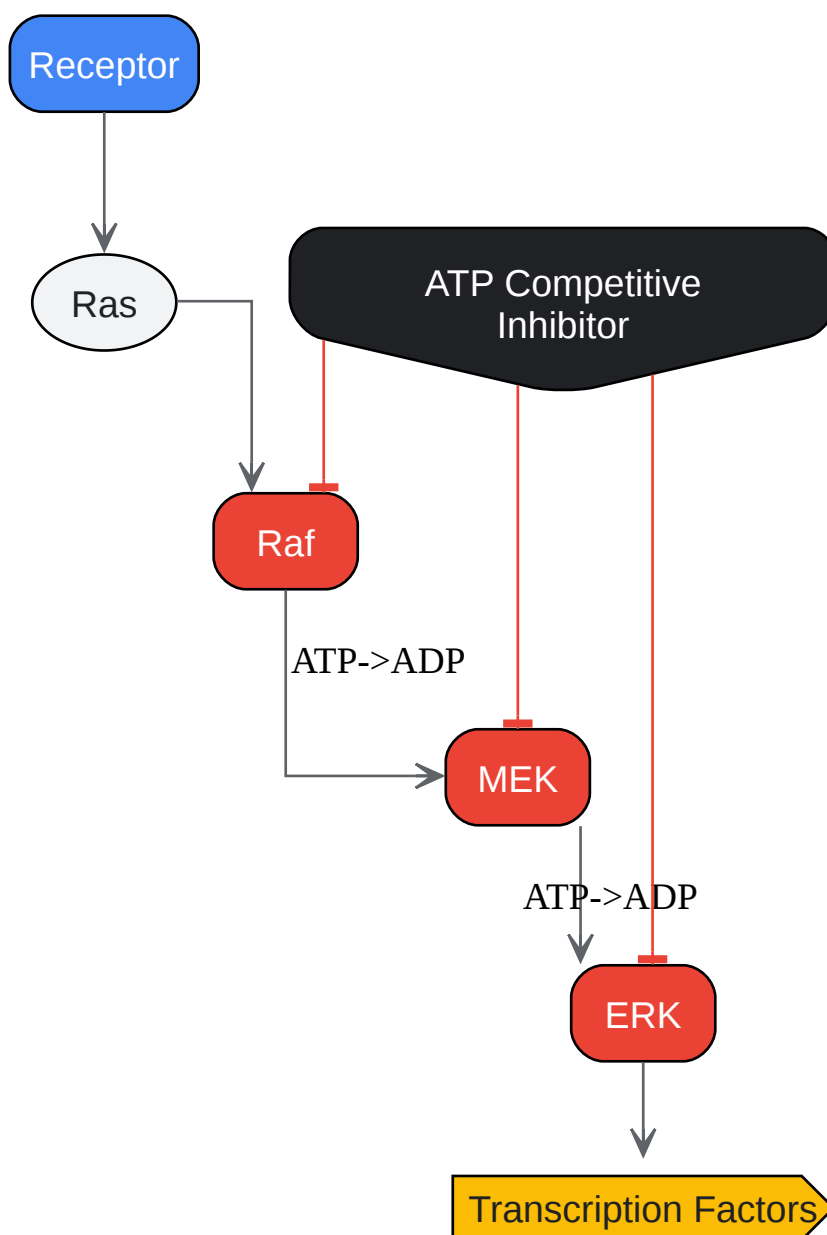 Receptor
Ras
ATP Competitive
Inhibitor
Raf
ATP->ADP
MEK
ATP->ADP
ERK
Transcription Factors